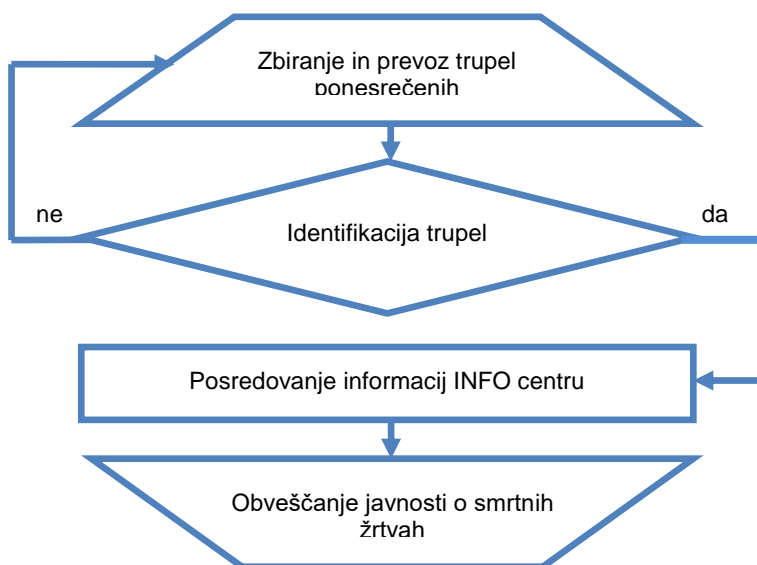 Zbiranje in prevoz trupel
ponesrečenih
ne
da
Identifikacija trupel
Posredovanje informacij INFO centru
Obveščanje javnosti o smrtnih
žrtvah